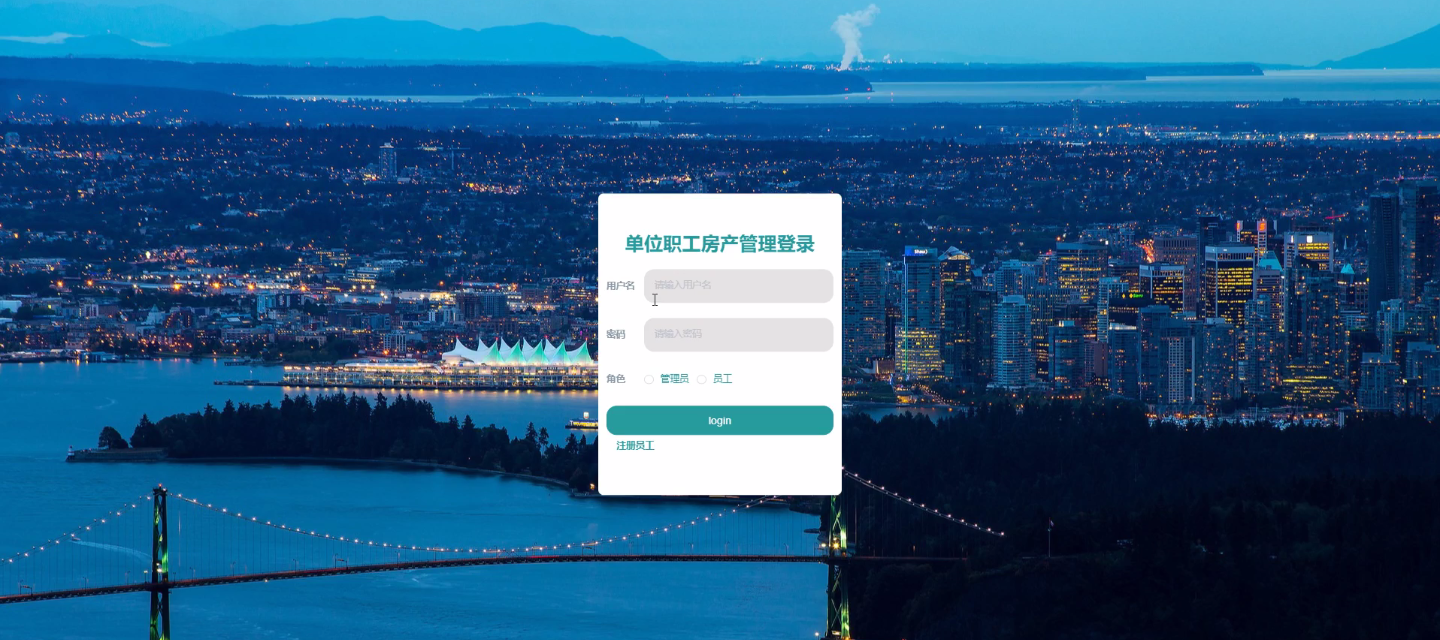 单位职工房产管理登录
用户名 请输入用户名
密码 请输入密码
角色 管理员 员工
login
注册员工